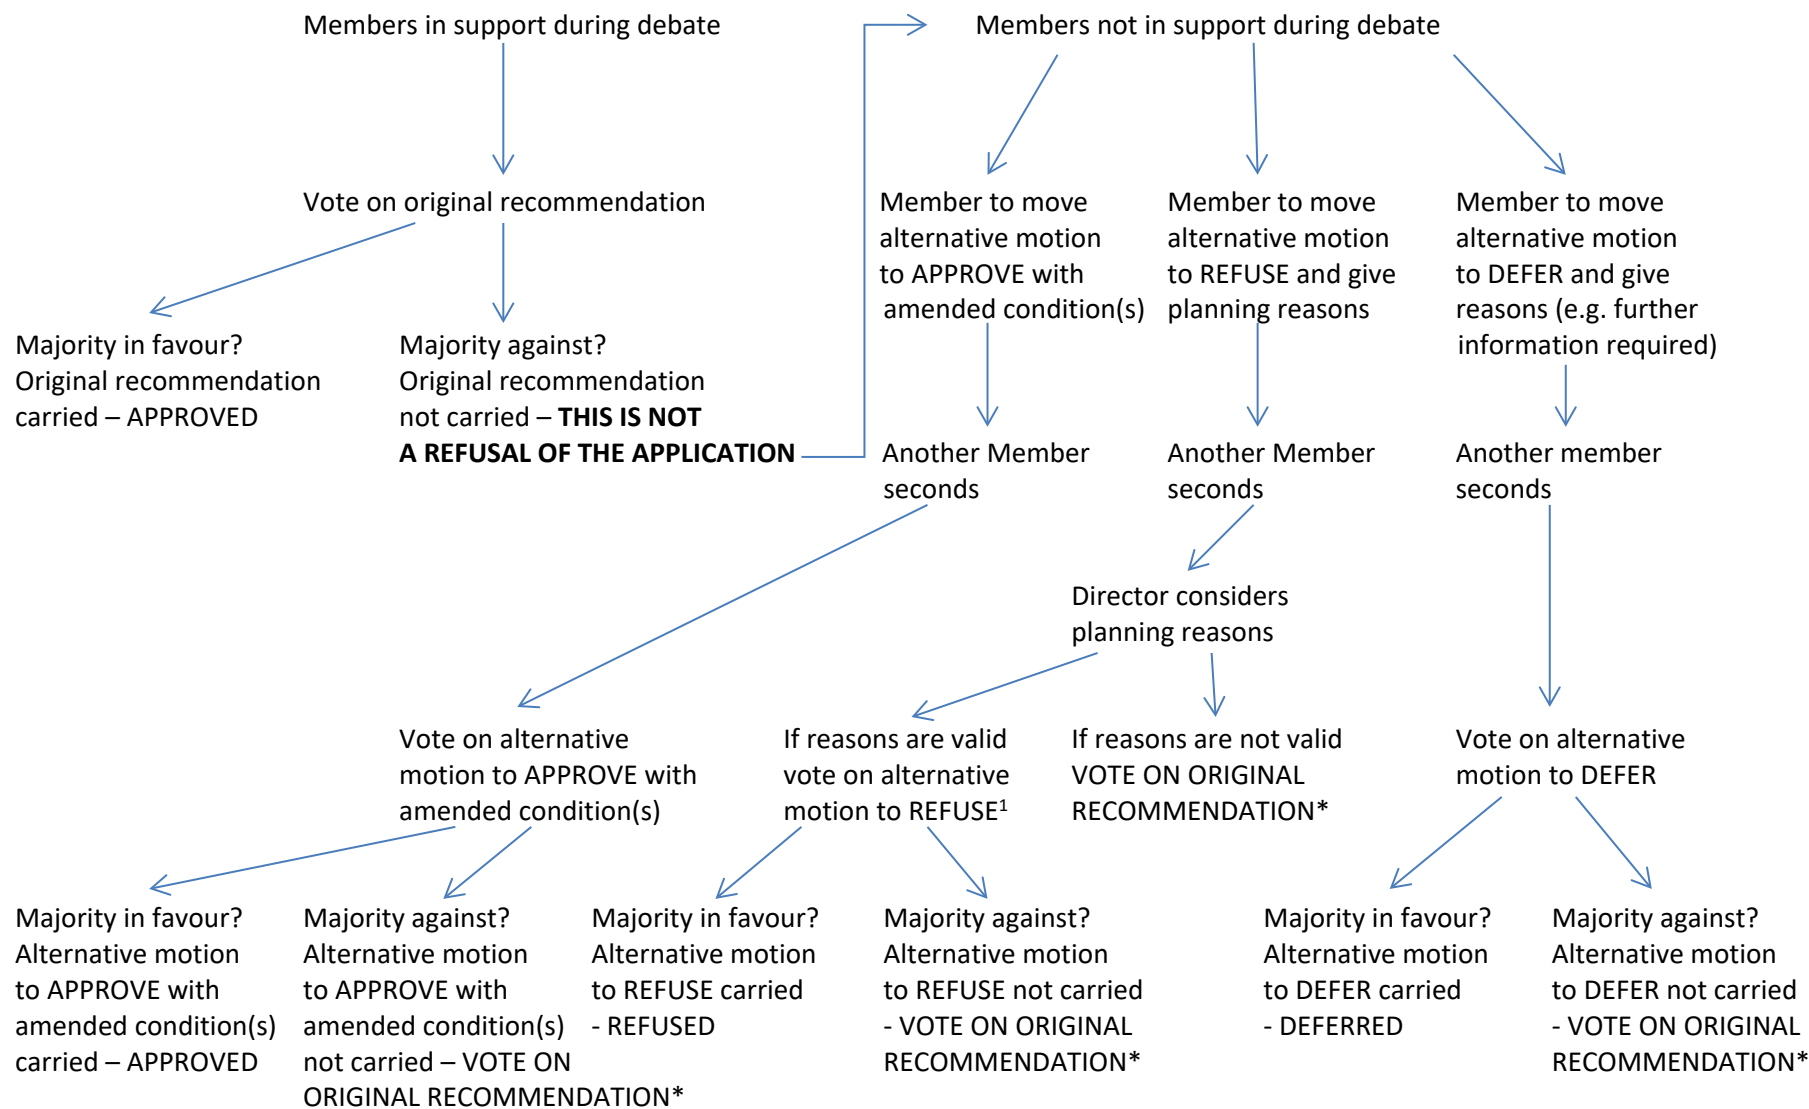 Members in support during debate
Members not in support during debate
Vote on original recommendation
Member to move
alternative motion
to APPROVE with
amended condition(s)
Member to move
alternative motion
to REFUSE and give
planning reasons
Member to move
alternative motion
to DEFER and give
reasons (e.g. further
information required)
Majority in favour?
Original recommendation
carried – APPROVED
Majority against?
Original recommendation
not carried – THIS IS NOT
A REFUSAL OF THE APPLICATION
Another Member
seconds
Another Member
seconds
Another member
seconds
Director considers
planning reasons
Vote on alternative
motion to APPROVE with
amended condition(s)
If reasons are valid
vote on alternative
motion to REFUSE¹
If reasons are not valid
VOTE ON ORIGINAL
RECOMMENDATION*
Vote on alternative
motion to DEFER
Majority in favour?
Alternative motion
to APPROVE with
amended condition(s)
carried – APPROVED
Majority against?
Alternative motion
to APPROVE with
amended condition(s)
not carried – VOTE ON
ORIGINAL RECOMMENDATION*
Majority in favour?
Alternative motion
to REFUSE carried
- REFUSED
Majority against?
Alternative motion
to REFUSE not carried
- VOTE ON ORIGINAL
RECOMMENDATION*
Majority in favour?
Alternative motion
to DEFER carried
- DEFERRED
Majority against?
Alternative motion
to DEFER not carried
- VOTE ON ORIGINAL
RECOMMENDATION*